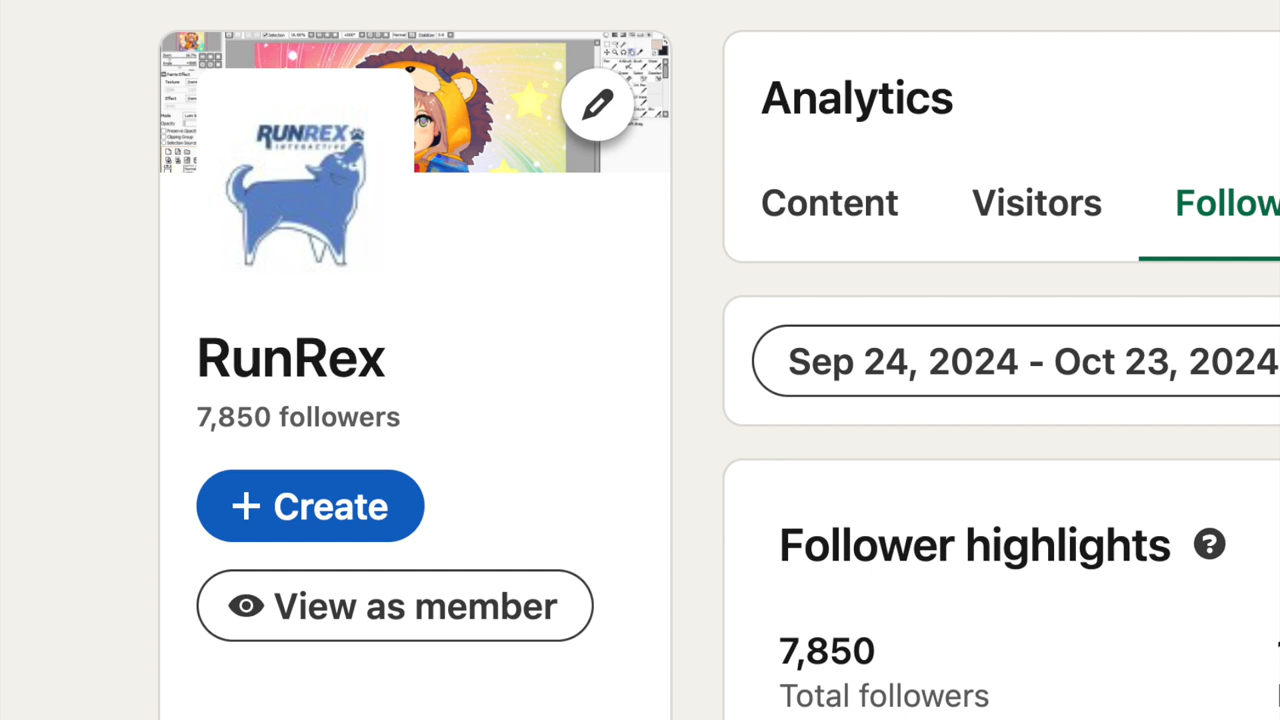 RUNREX
INTERACTIVE
RunRex
7,850 followers
+ Create
View as member
Analytics
Content
Visitors
Follow
Sep 24, 2024 - Oct 23, 2024
Follower highlights
7,850
Total followers